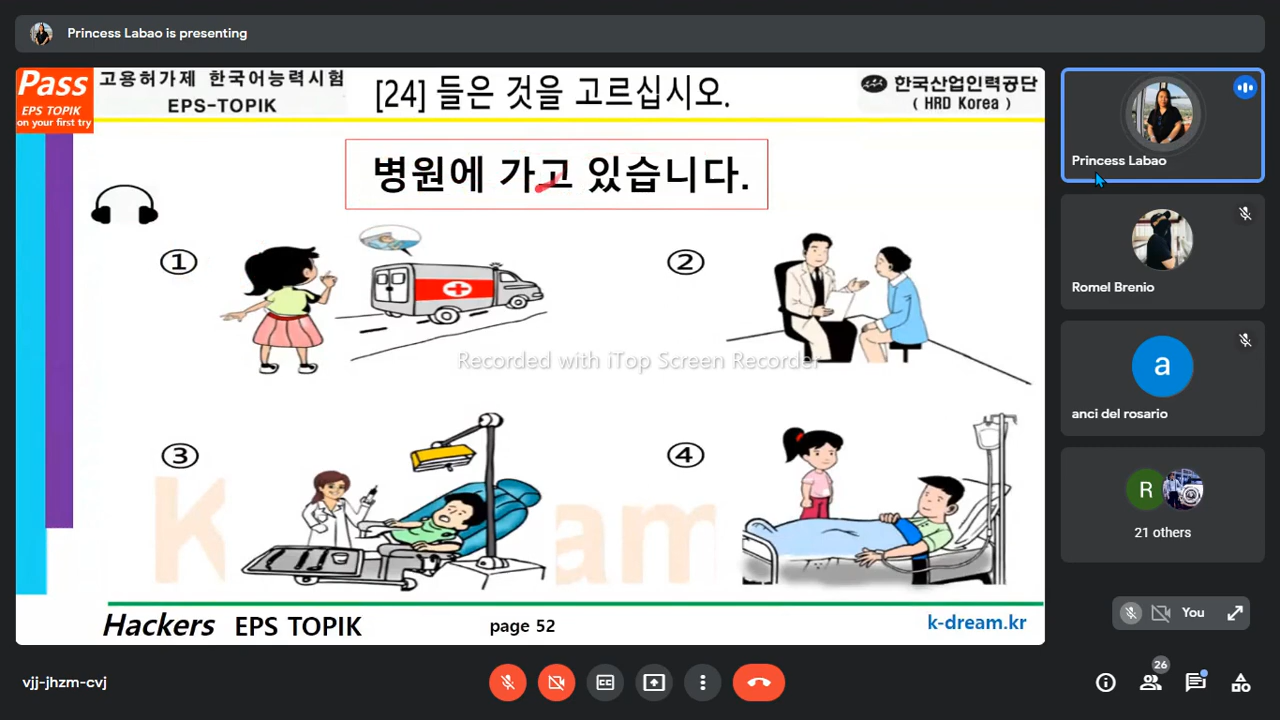 Princess Labao is presenting
Pass
EPS TOPIK
on your first try
고용허가제 한국어능력시험
EPS-TOPIK
[24] 들은 것을 고르십시오.
한국산업인력공단
( HRD Korea )
병원에 가고 있습니다.
①
②
Recorded with iTop Screen Recorder
③
④
K
am
Hackers EPS TOPIK
page 52
k-dream.kr
Princess Labao
Romel Brenio
a
anci del rosario
R
21 others
You
vjj-jhzm-cvj
CC
26